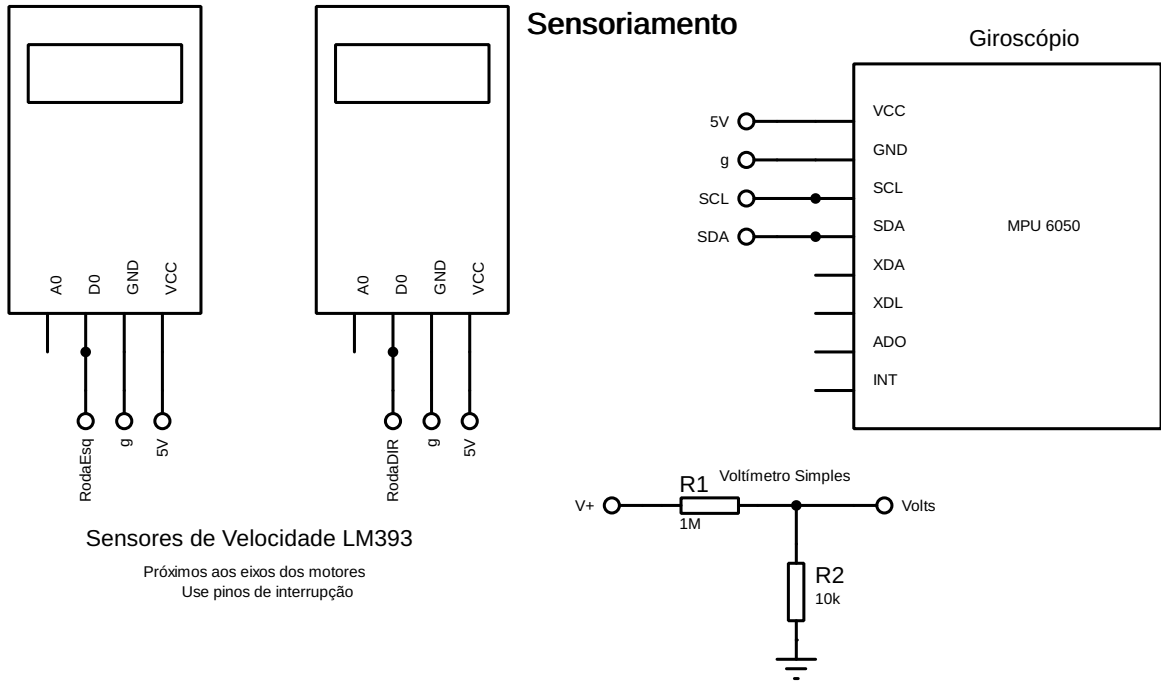 Sensoriamento
Giroscópio
A0
D0
GND
VCC
RodaEsq
g
5V
A0
D0
GND
VCC
RodaDIR
g
5V
Sensores de Velocidade LM393
Próximos aos eixos dos motores
Use pinos de interrupção
5V
g
SCL
SDA
VCC
GND
SCL
SDA
XDA
XDL
ADO
INT
MPU 6050
Voltímetro Simples
V+
R1
1M
Volts
R2
10k